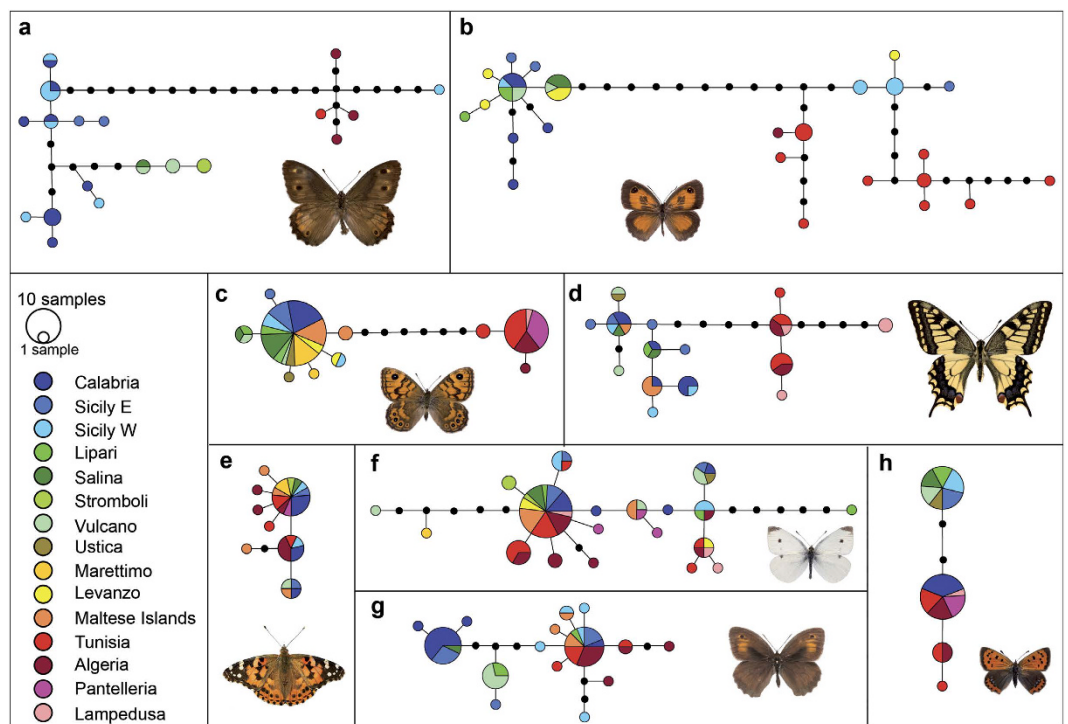 a
b
c
d
10 samples
1 sample
Calabria
Sicily E
Sicily W
Lipari
Salina
Stromboli
Vulcano
Ustica
Marettimo
Levanzo
Maltese Islands
Tunisia
Algeria
Pantelleria
Lampedusa
e
f
h
g